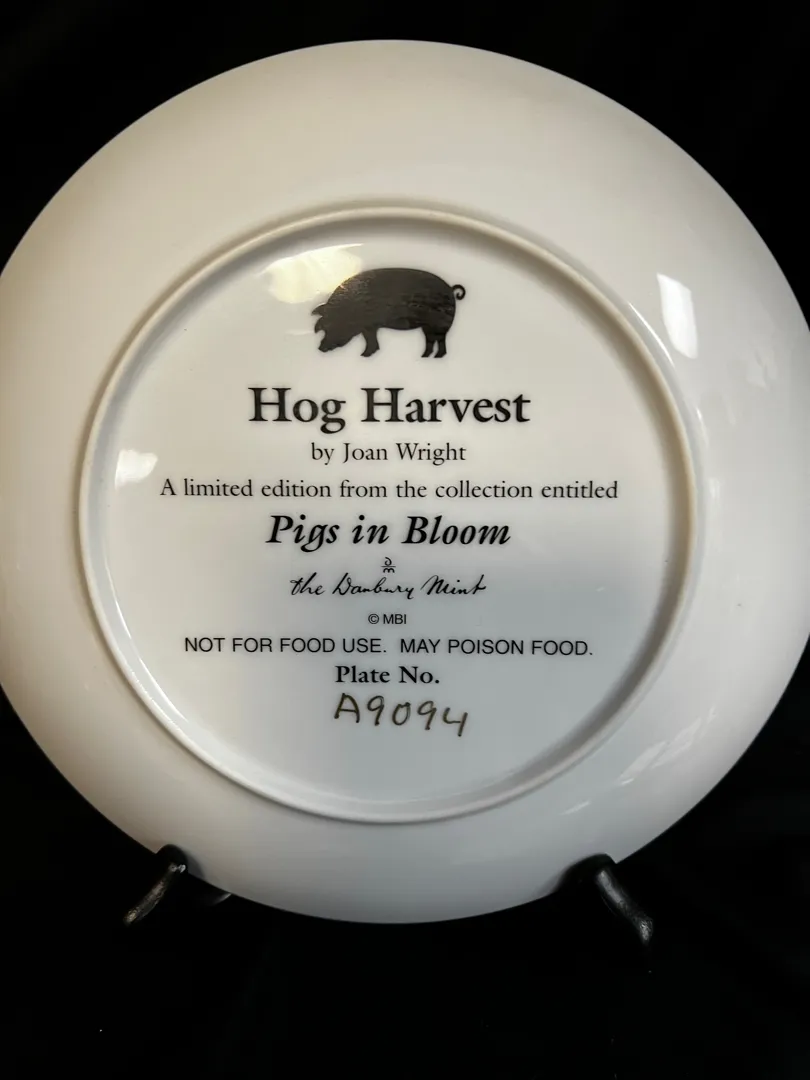 Hog Harvest
by Joan Wright
A limited edition from the collection entitled
Pigs in Bloom
the Danbury Mint
© MBI
NOT FOR FOOD USE. MAY POISON FOOD.
Plate No.
A9094